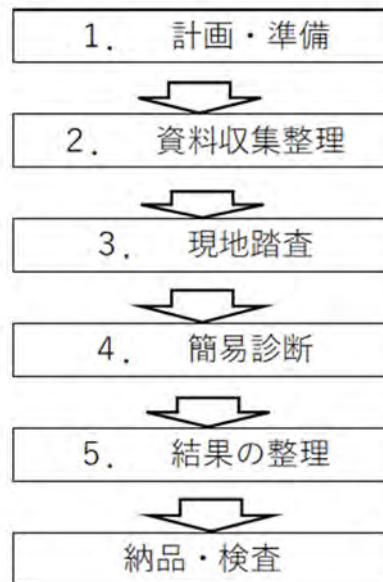 1. 計画・準備
2. 資料収集整理
3. 現地踏査
4. 簡易診断
5. 結果の整理
納品・検査